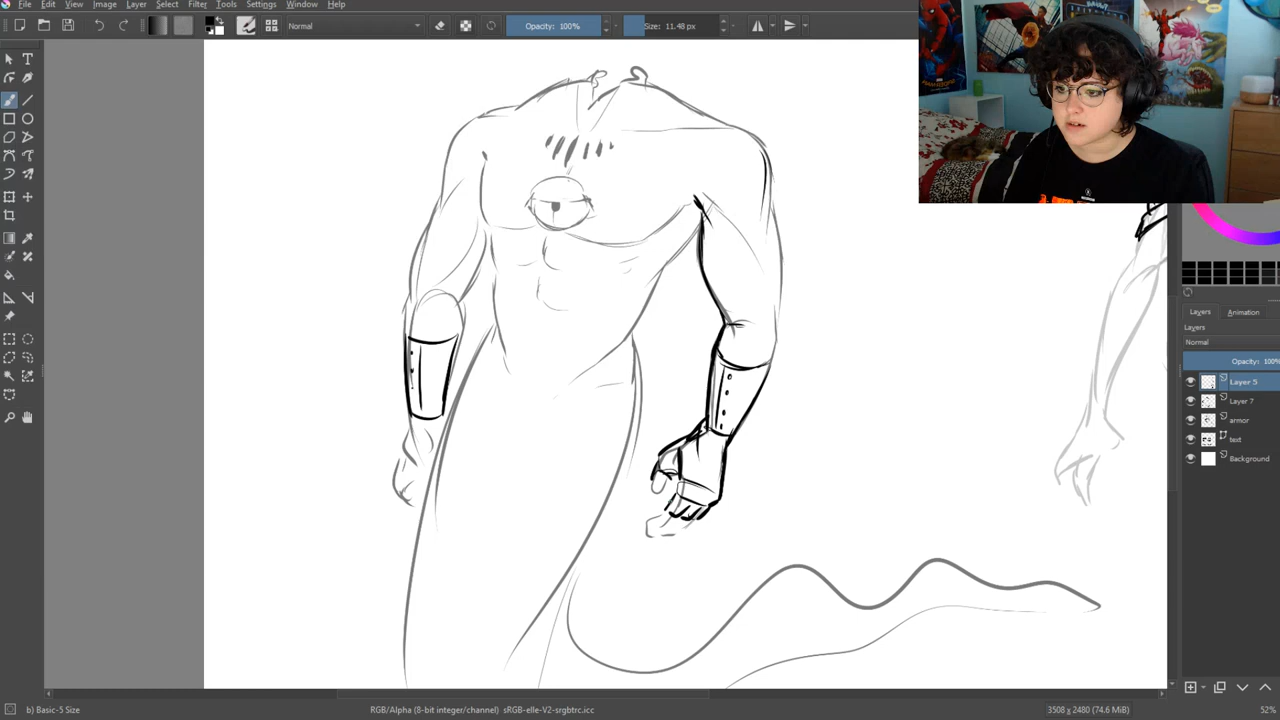 File Edit View Image Layer Select Filter Tools Settings Window Help
Normal Opacity: 100% Size: 11.48 px
Layers Animation
Layers
Normal
Opacity: 100%
Layer 5
Layer 7
armor
text
Background
b) Basic-5 Size RGB/Alpha (8-bit integer/channel) sRGB-elle-V2-srgbtrc.icc 3508 x 2480 (74.6 MiB) 52%